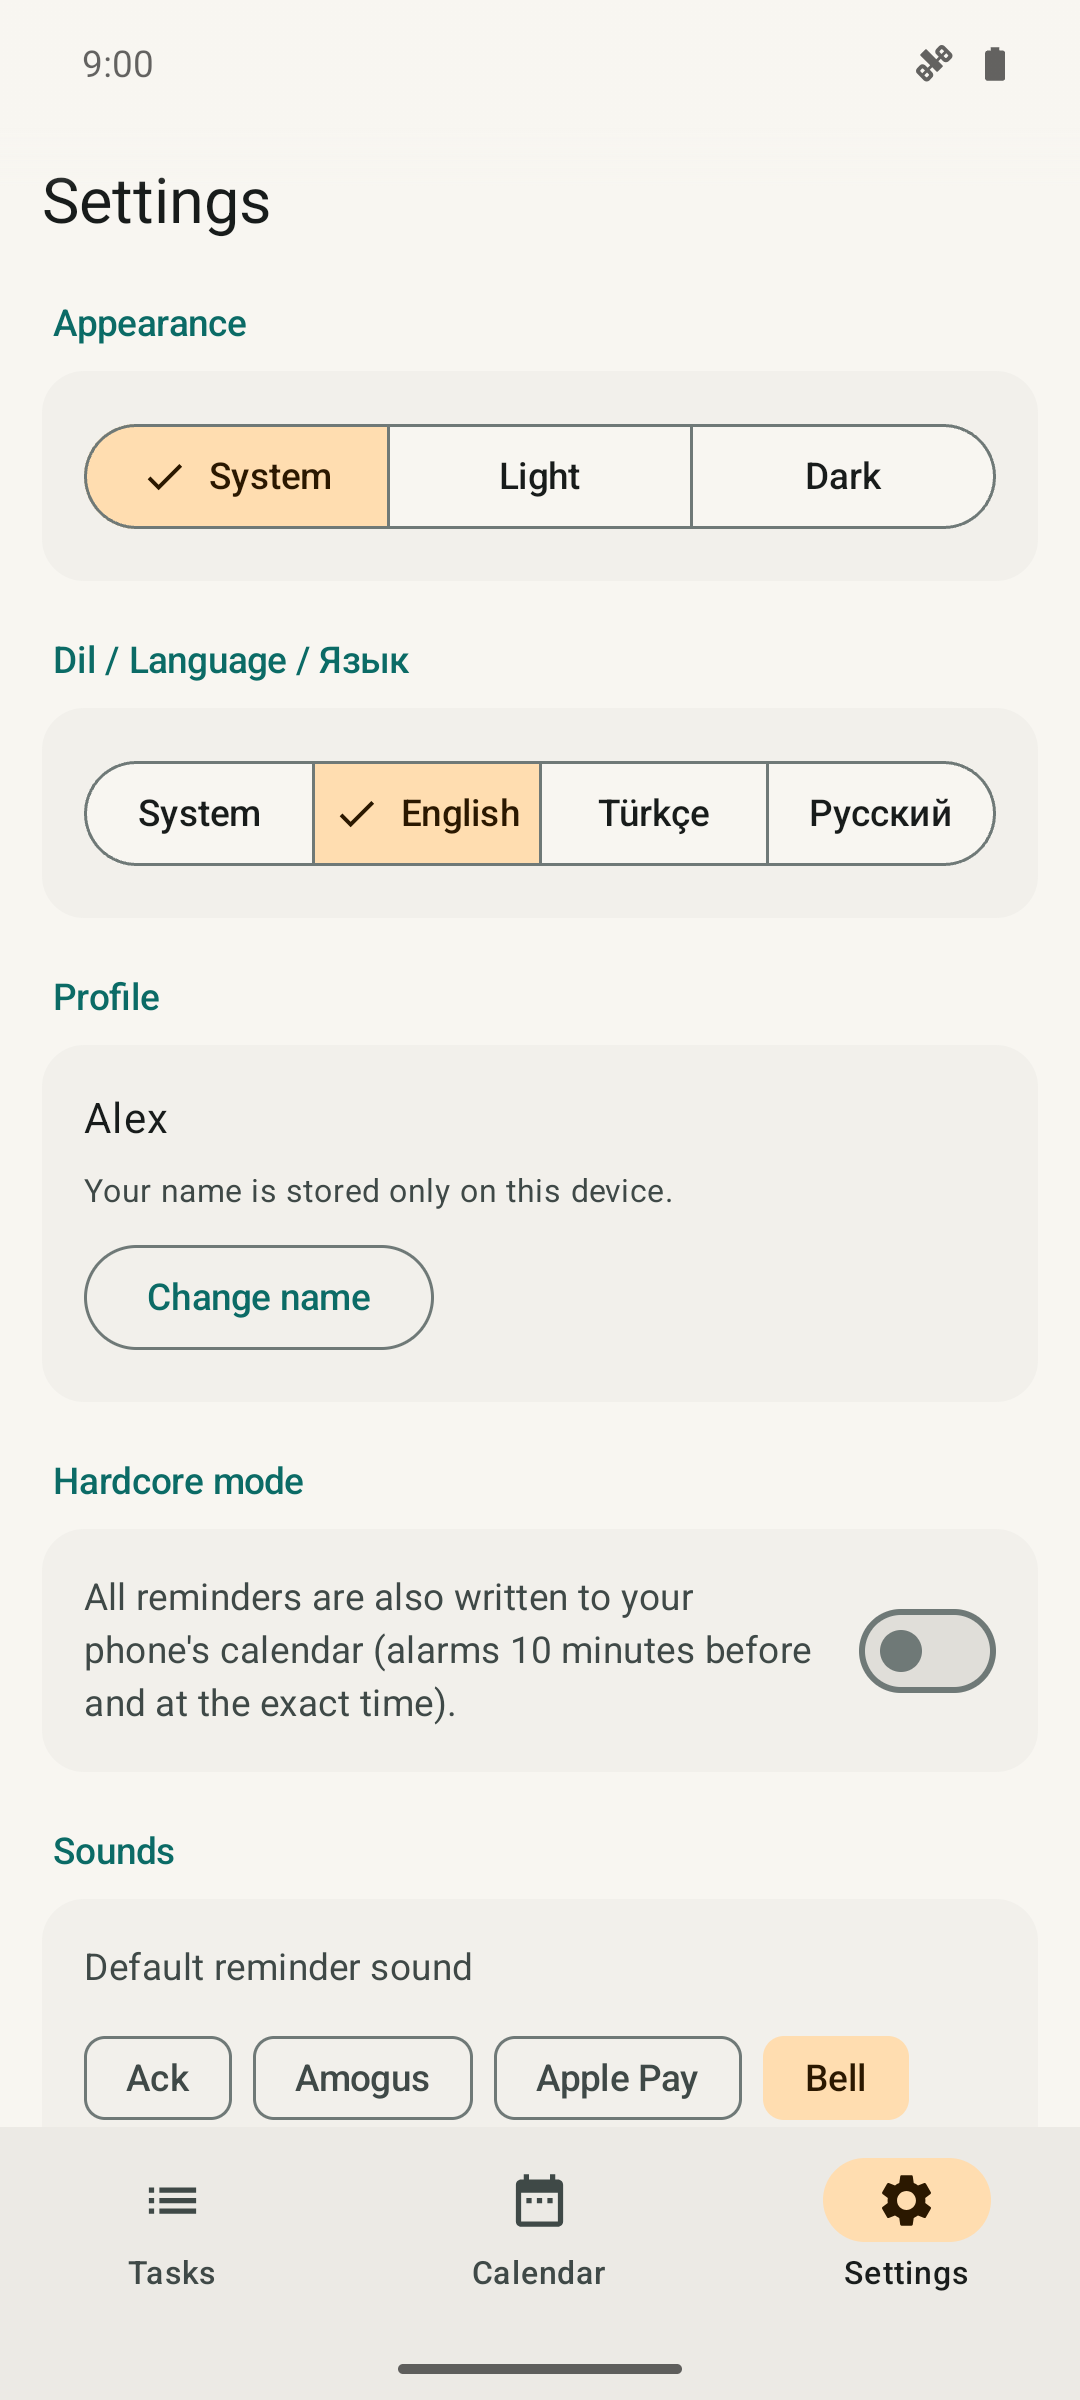 9:00
Settings
Appearance
System
Light
Dark
Dil / Language / Язык
System
English
Türkçe
Русский
Profile
Alex
Your name is stored only on this device.
Change name
Hardcore mode
All reminders are also written to your
phone's calendar (alarms 10 minutes before
and at the exact time).
Sounds
Default reminder sound
Ack
Amogus
Apple Pay
Bell
Tasks
Calendar
Settings